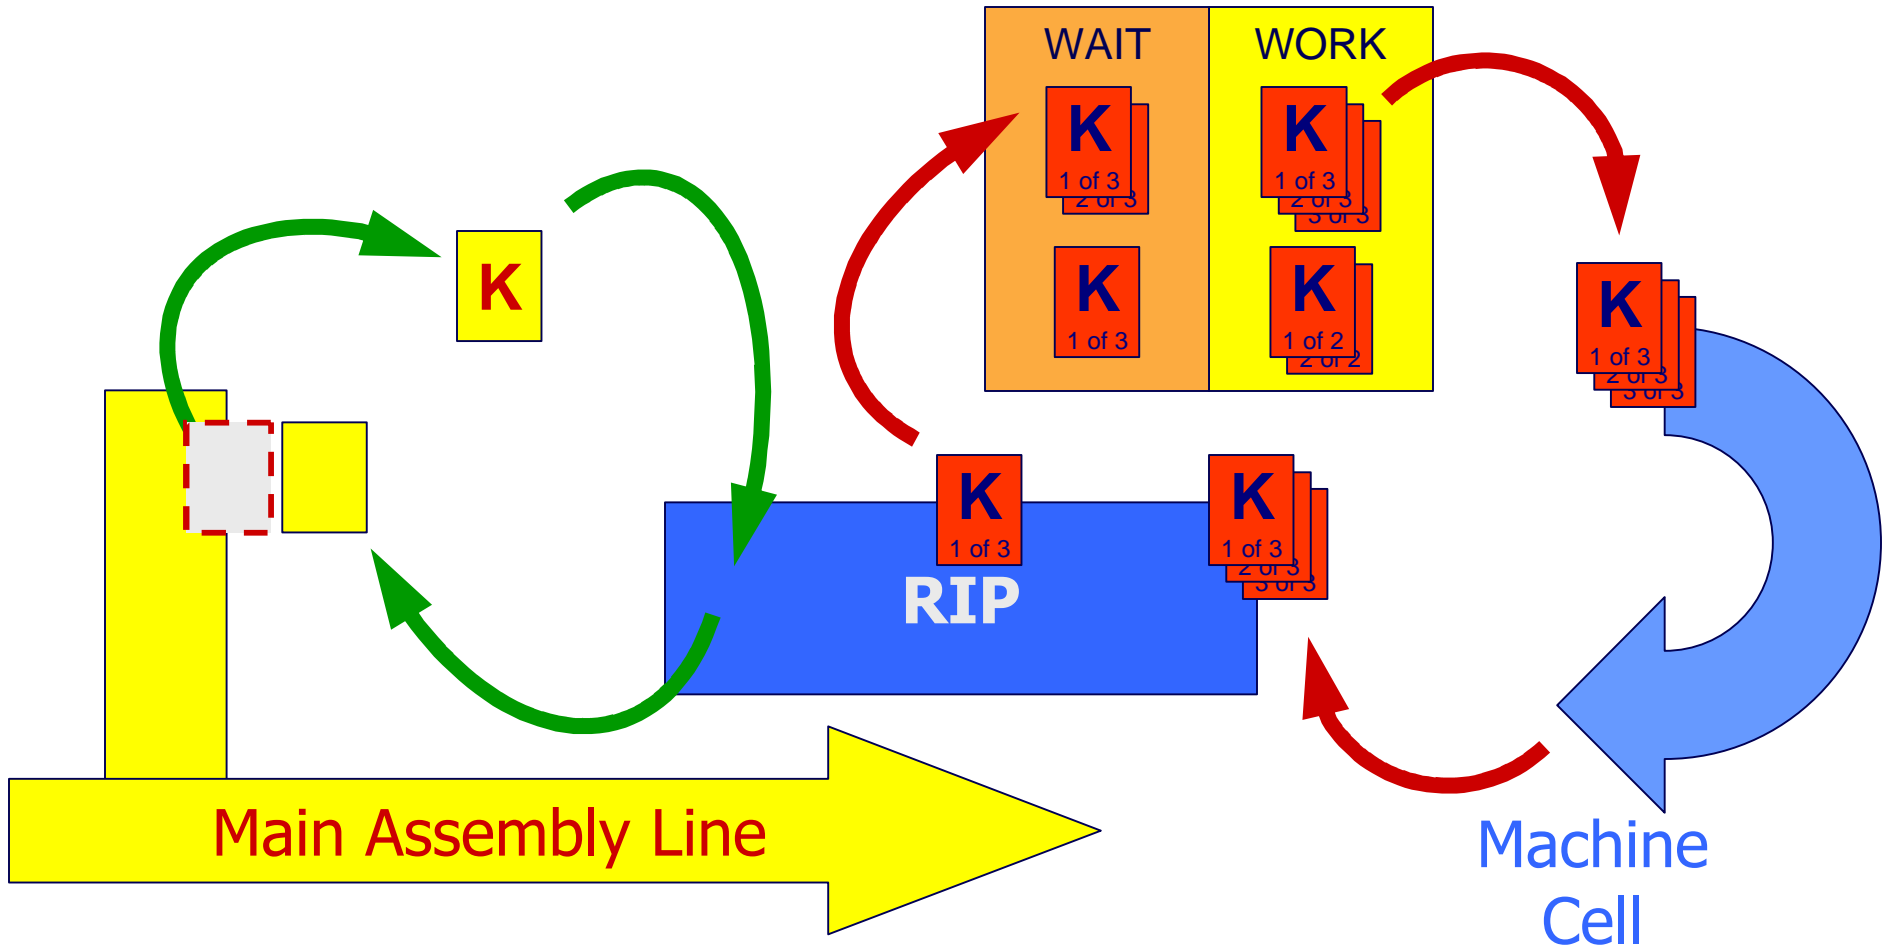 WAIT
WORK
K
1 of 3
2 of 3
K
1 of 3
2 of 3
3 of 3
K
K
1 of 3
K
1 of 2
2 of 2
K
1 of 3
2 of 3
3 of 3
K
1 of 3
K
1 of 3
2 of 3
3 of 3
RIP
Main Assembly Line
Machine
Cell